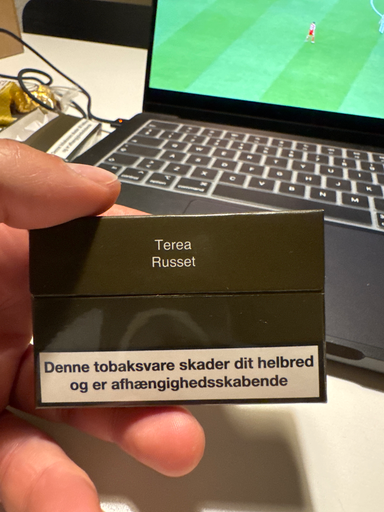 Terea
Russet
Denne tobaksvare skader dit helbred
og er afhængighedsskabende